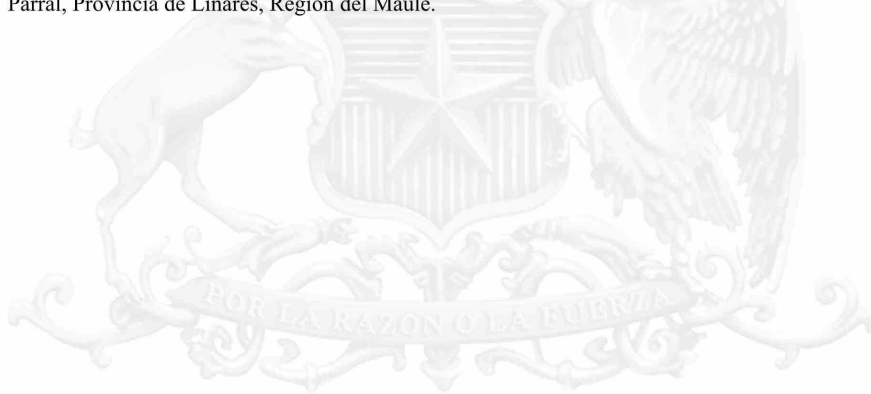 Parral, Provincia de Linares, Región del Maule.
POR LA RAZON O LA FUERZA